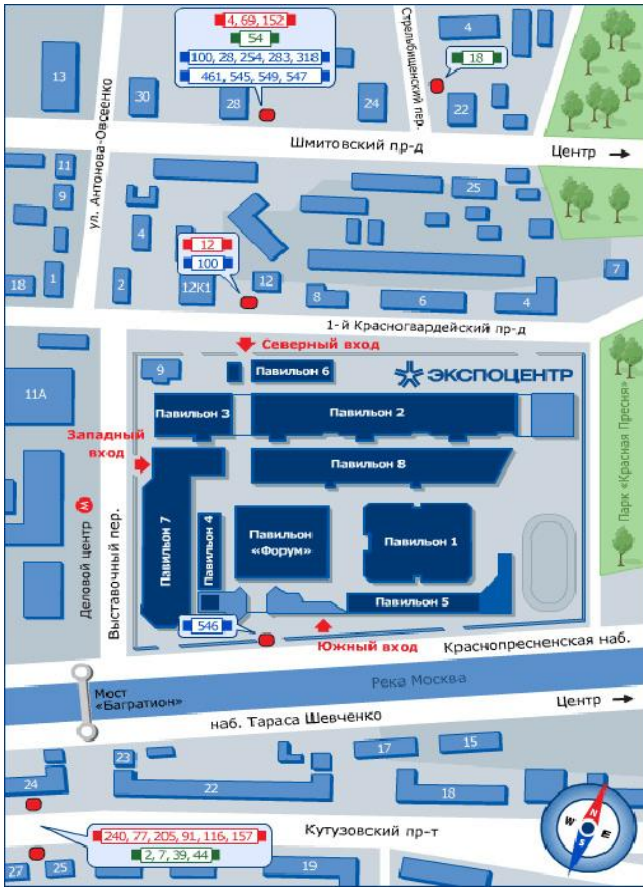 4, 69, 152
54
100, 28, 254, 283, 318
461, 545, 549, 547
18
4
13
30
28
24
22
ул. Антонова-Овсеенко
Стрельбищенский пер.
Шмитовский пр-д
Центр
11
9
25
4
12
100
18
1
2
12К1
12
8
6
4
7
1-й Красногвардейский пр-д
Северный вход
9
Павильон 6
ЭКСПОЦЕНТР
11А
Павильон 3
Павильон 2
Западный
вход
Павильон 8
Парк «Красная Пресня»
М
Деловой центр
Выставочный пер.
Павильон 7
Павильон 4
Павильон
«Форум»
Павильон 1
Павильон 5
546
Южный вход
Краснопресненская наб.
Мост
«Багратион»
Река Москва
Центр
наб. Тараса Шевченко
23
17
15
24
22
18
N
W
E
S
Кутузовский пр-т
240, 77, 205, 91, 116, 157
2, 7, 39, 44
27
25
19